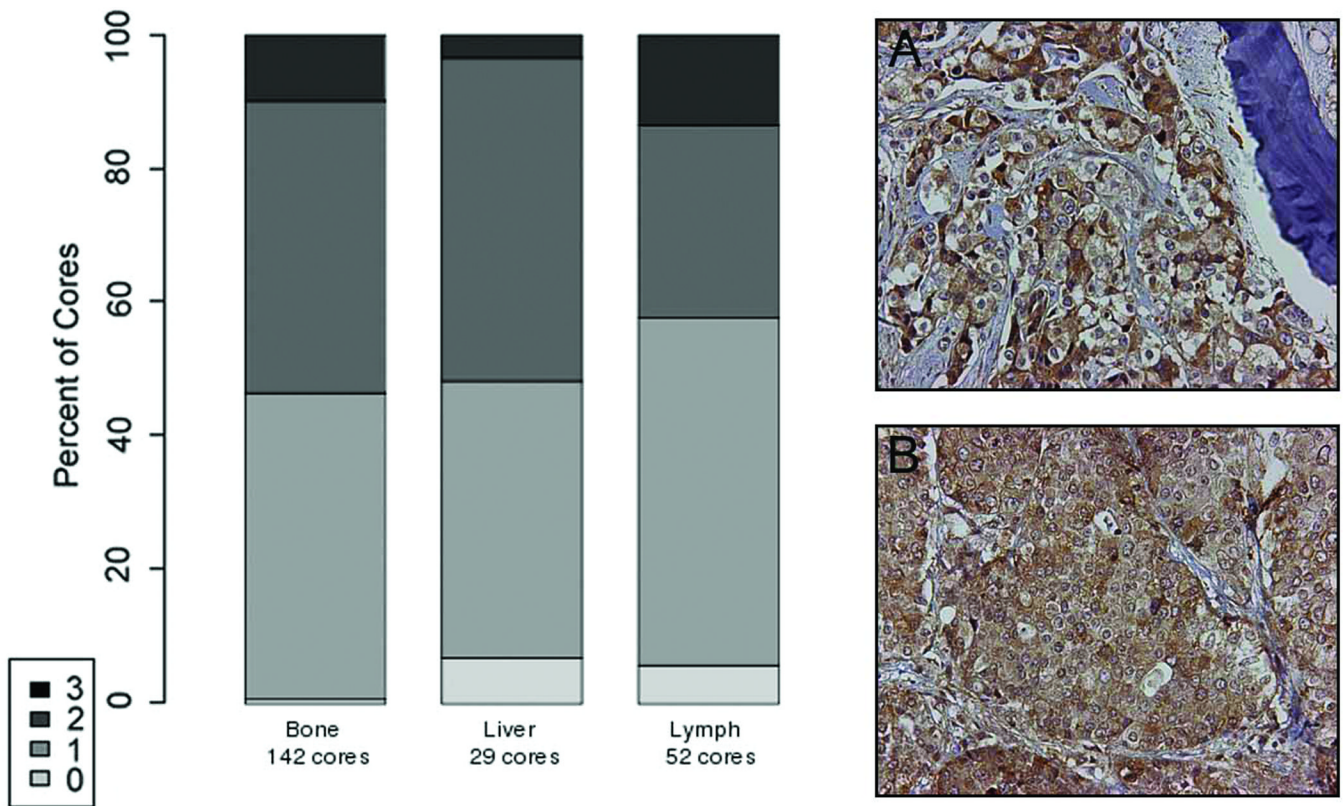 100
80
60
40
20
0
Percent of Cores
3
2
1
0
Bone
142 cores
Liver
29 cores
Lymph
52 cores
A
B